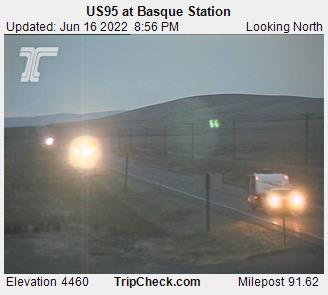 US95 at Basque Station
Updated: Jun 16 2022 8:56 PM Looking North
Elevation 4460 TripCheck.com Milepost 91.62